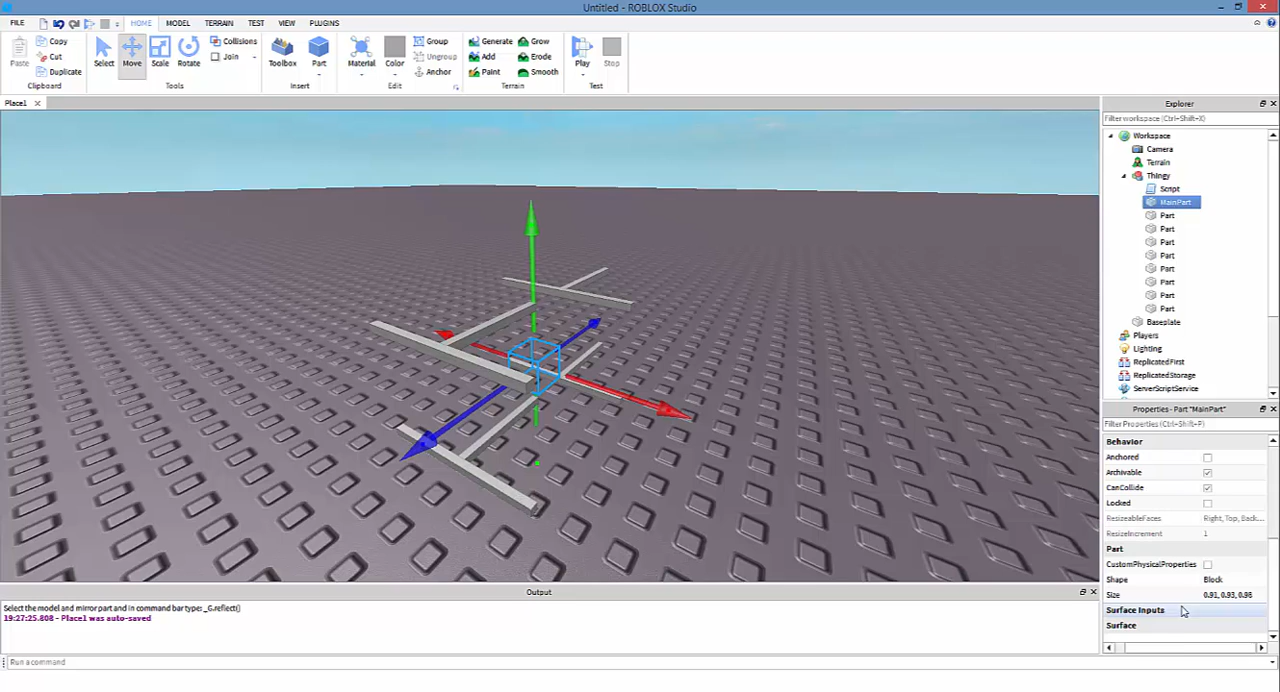 Untitled - ROBLOX Studio
FILE HOME MODEL TERRAIN TEST VIEW PLUGINS
Paste Copy Cut Duplicate
Select Move Scale Rotate Collisions Join
Toolbox Part
Material Color Group Ungroup Anchor
Generate Grow
Add Erode
Paint Smooth
Play Stop
Clipboard Tools Insert Edit Terrain Test
Place1
Explorer
Filter workspace (Ctrl+Shift+X)
Workspace
Camera
Terrain
Thingy
Script
MainPart
Part
Part
Part
Part
Part
Part
Part
Part
Baseplate
Players
Lighting
ReplicatedFirst
ReplicatedStorage
ServerScriptService
Properties - Part "MainPart"
Filter Properties (Ctrl+Shift+P)
Behavior
Anchored
Archivable
CanCollide
Locked
ResizeableFaces Right, Top, Back...
ResizeIncrement 1
Part
CustomPhysicalProperties
Shape Block
Size 0.91, 0.93, 0.98
Surface Inputs
Surface
Output
Select the model and mirror part and in command bar type: _G.reflect()
19:27:25.808 - Place1 was auto-saved
Run a command